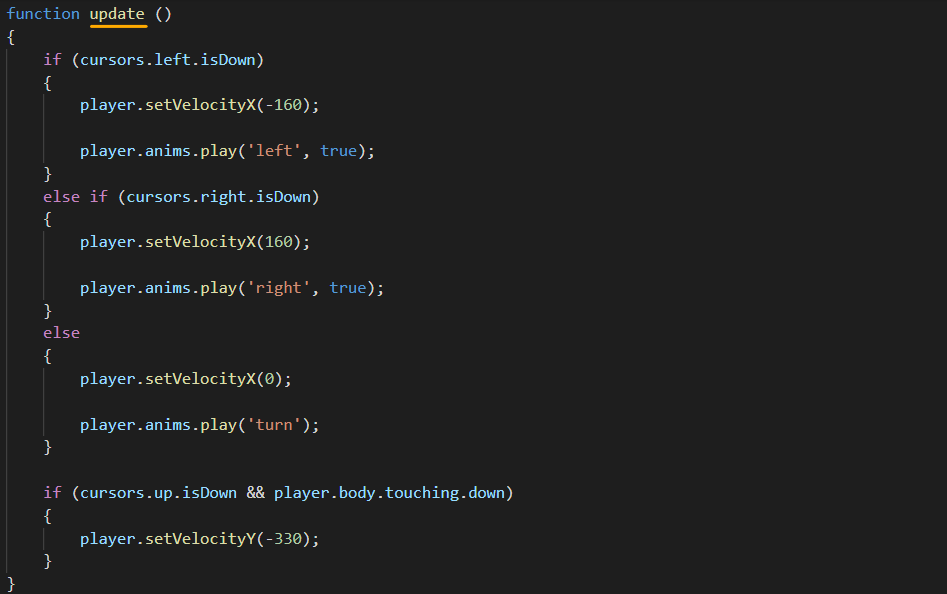 function update ()
{
    if (cursors.left.isDown)
    {
        player.setVelocityX(-160);

        player.anims.play('left', true);
    }
    else if (cursors.right.isDown)
    {
        player.setVelocityX(160);

        player.anims.play('right', true);
    }
    else
    {
        player.setVelocityX(0);

        player.anims.play('turn');
    }

    if (cursors.up.isDown && player.body.touching.down)
    {
        player.setVelocityY(-330);
    }
}